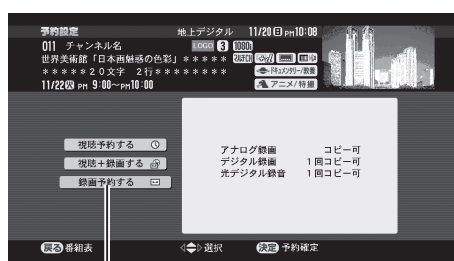 予約設定 地上デジタル 11/20日 PM10:08
011 チャンネル名 LOGO 3 1080i
世界美術館「日本画魅惑の色彩」*****
*****20文字 2行*********
ドキュメンタリー/教養
11/22火 PM 9:00~PM10:00 アニメ/特撮
視聴予約する
視聴+録画する
録画予約する
アナログ録画 コピー可
デジタル録画 1回コピー可
光デジタル録音 1回コピー可
戻る 番組表 選択 決定 予約確定